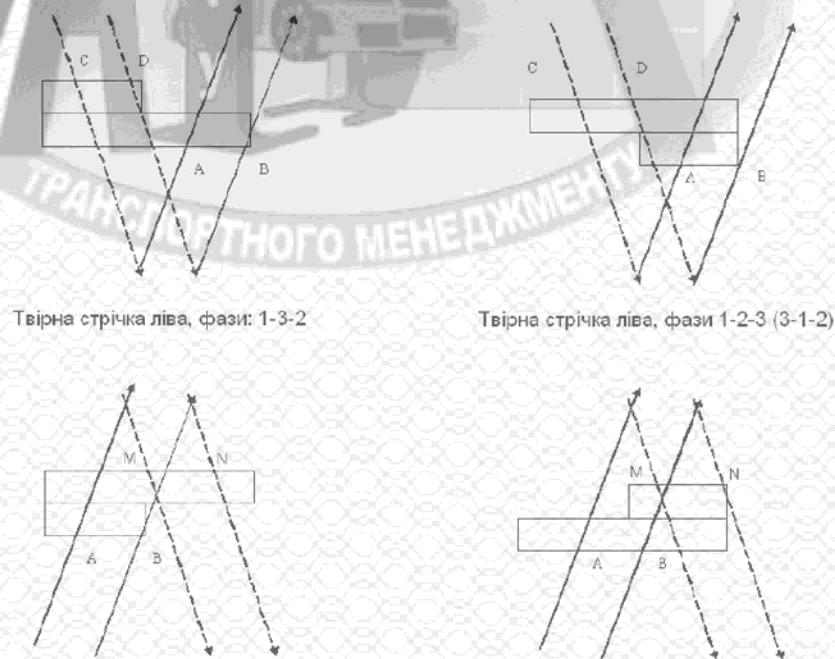 C D
C D
A B
A B
ТРАНСПОРТНОГО МЕНЕДЖМЕНТУ
Твірна стрічка ліва, фази: 1-3-2
Твірна стрічка ліва, фази 1-2-3 (3-1-2)
M N
M N
A B
A B